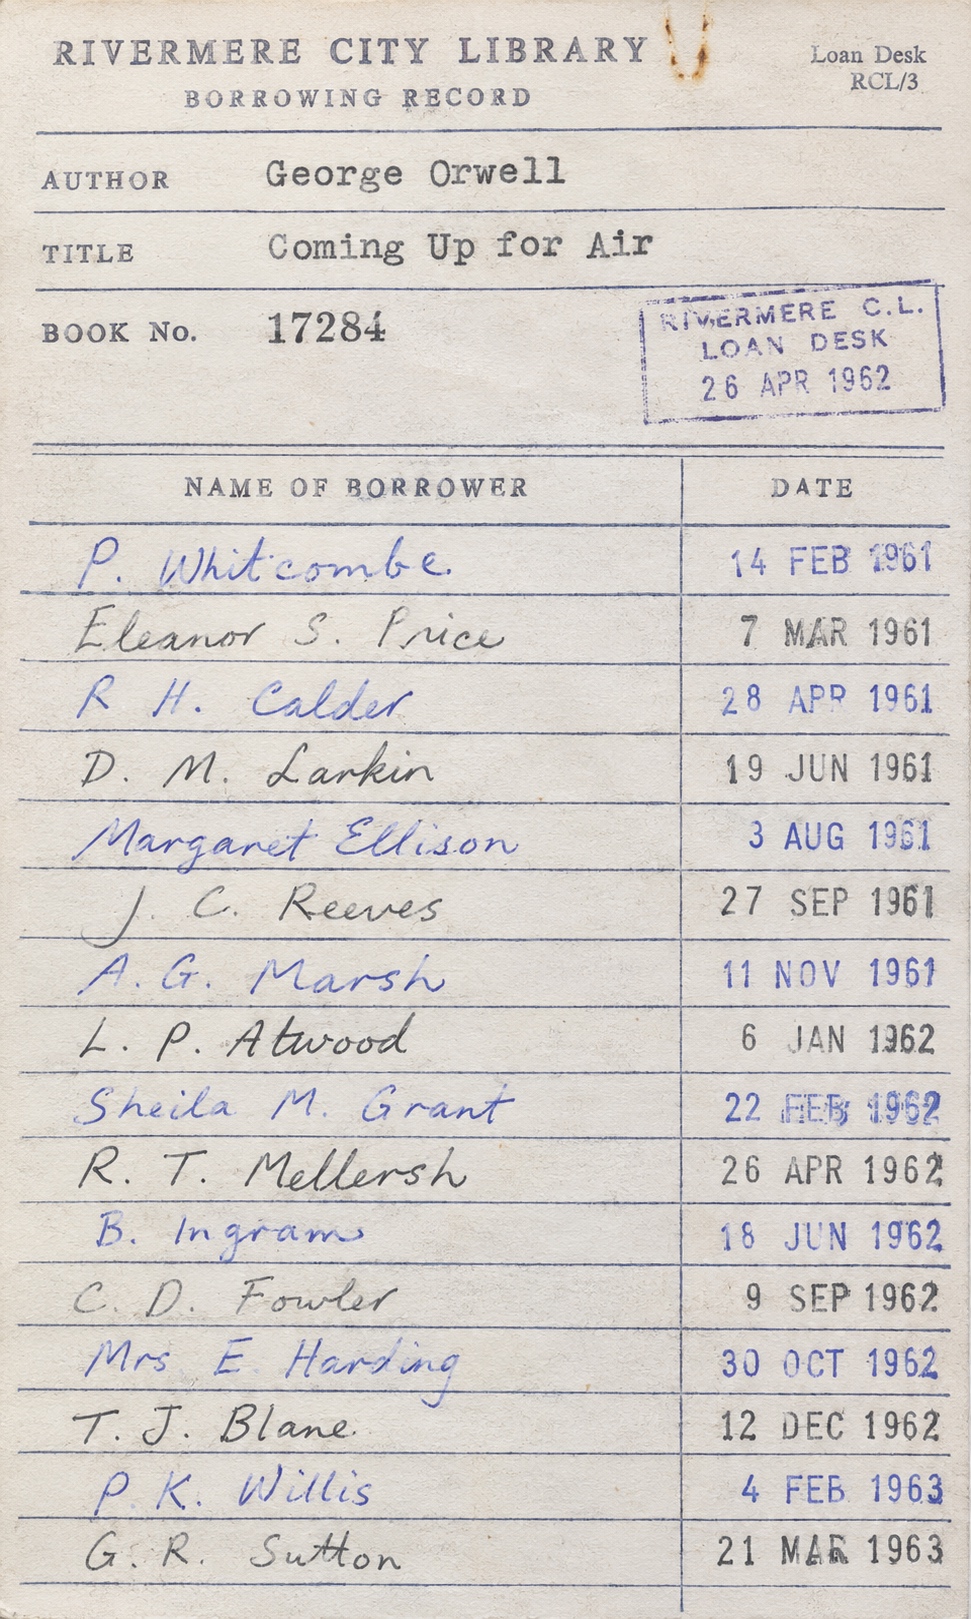 RIVERMERE CITY LIBRARY
BORROWING RECORD
Loan Desk
RCL/3
AUTHOR George Orwell
TITLE Coming Up for Air
BOOK No. 17284
RIVERMERE C.L.
LOAN DESK
26 APR 1962
NAME OF BORROWER DATE
P. Whitcombe. 14 FEB 1961
Eleanor S. Price 7 MAR 1961
R H. Calder 28 APR 1961
D. M. Larkin 19 JUN 1961
Margaret Ellison 3 AUG 1961
J. C. Reeves 27 SEP 1961
A. G. Marsh 11 NOV 1961
L. P. Atwood 6 JAN 1962
Sheila M. Grant 22 FEB 1962
R. T. Mellersh 26 APR 1962
B. Ingram 18 JUN 1962
C. D. Fowler 9 SEP 1962
Mrs E Harding 30 OCT 1962
T. J. Blane. 12 DEC 1962
P. K. Willis 4 FEB 1963
G. R. Sutton 21 MAR 1963